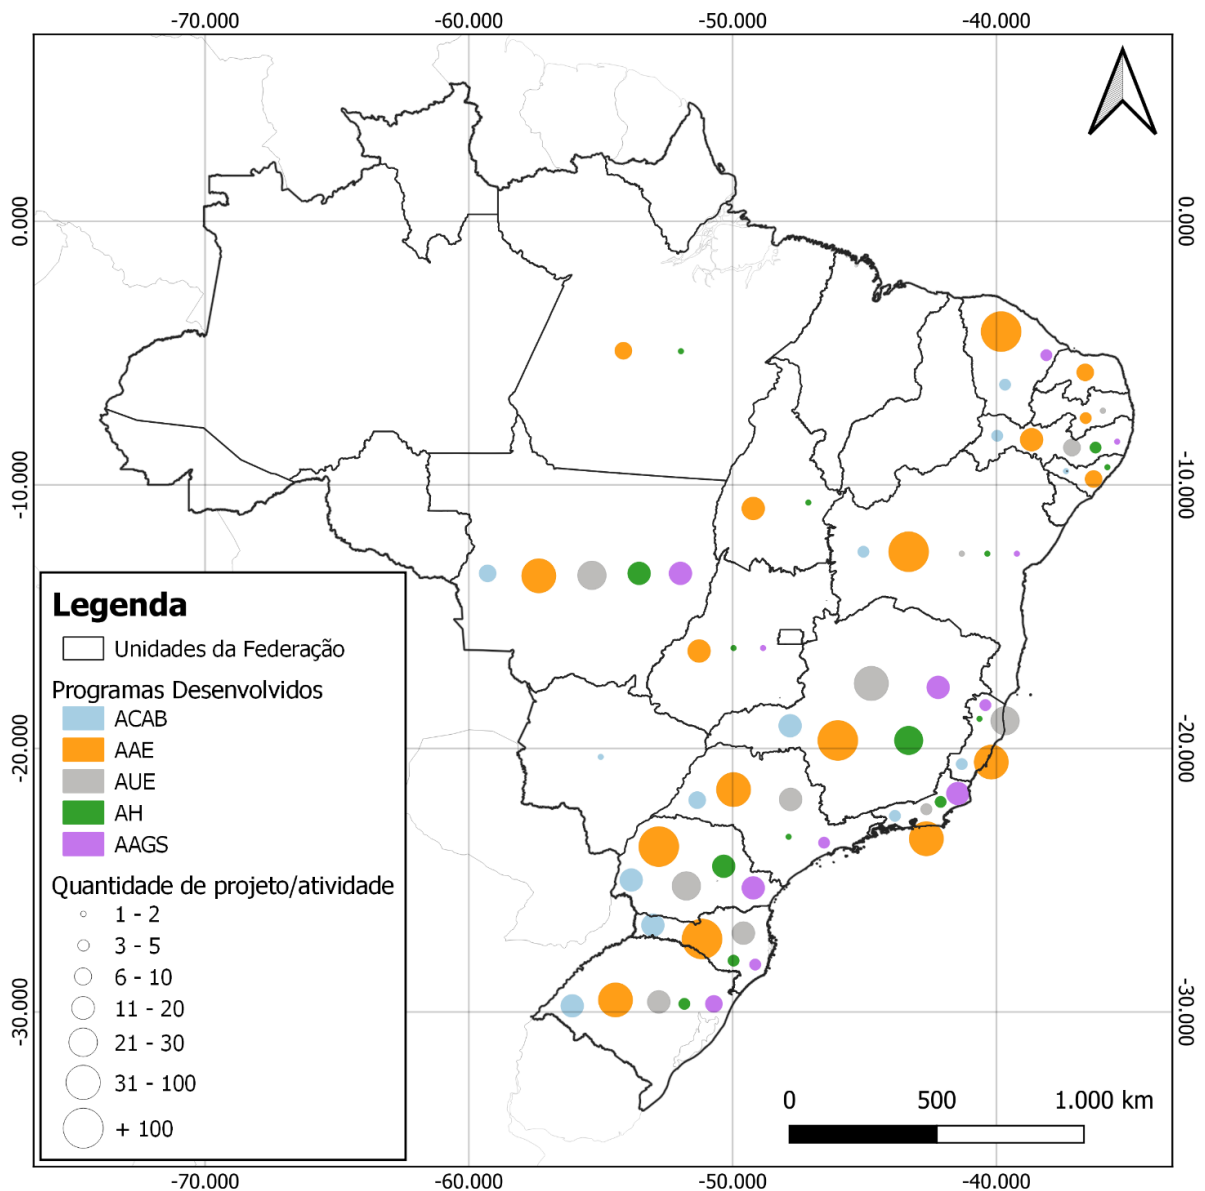 -70.000 -60.000 -50.000 -40.000
0.000 0.000
-10.000 -10.000
-20.000 -20.000
-30.000 -30.000
Legenda
Unidades da Federação
Programas Desenvolvidos
ACAB
AAE
AUE
AH
AAGS
Quantidade de projeto/atividade
1 - 2
3 - 5
6 - 10
11 - 20
21 - 30
31 - 100
+ 100
0 500 1.000 km
-70.000 -60.000 -50.000 -40.000